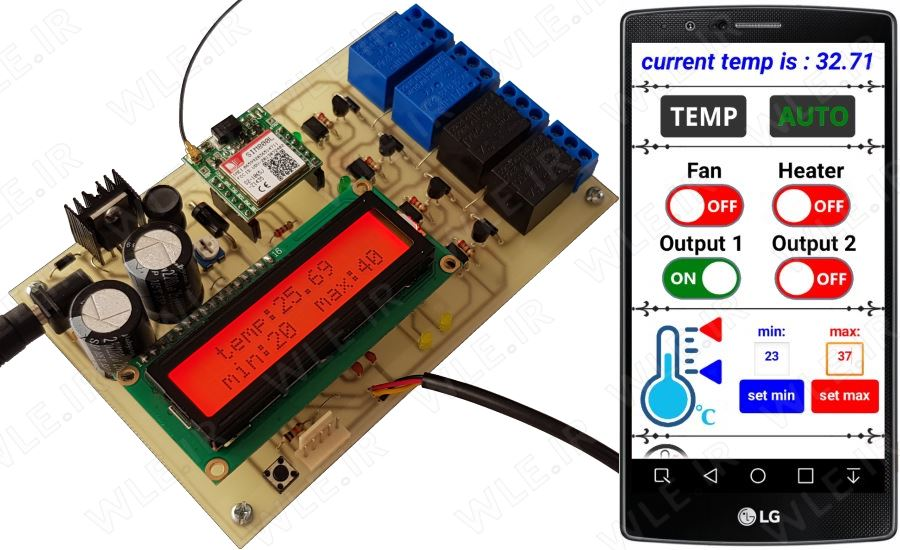 WLE.IR
SIM800L
temp:25.69
min:20 max:40
current temp is : 32.71
TEMP
AUTO
Fan
Heater
OFF
OFF
Output 1
Output 2
ON
OFF
min:
max:
23
37
°C
set min
set max
LG